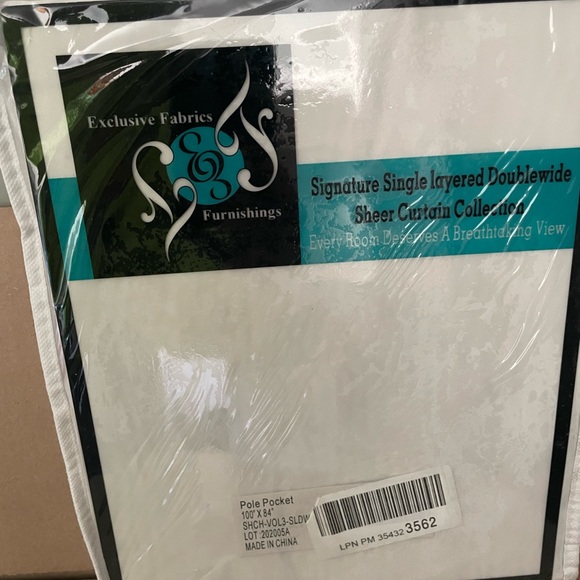 Exclusive Fabrics
&
Furnishings
Signature Single layered Doublewide
Sheer Curtain Collection
Every Room Deserves A Breathtaking View
Pole Pocket
100" X 84"
SHCH-VOL3-SLDW
LOT:202005A
MADE IN CHINA
LPN PM 35432 3562